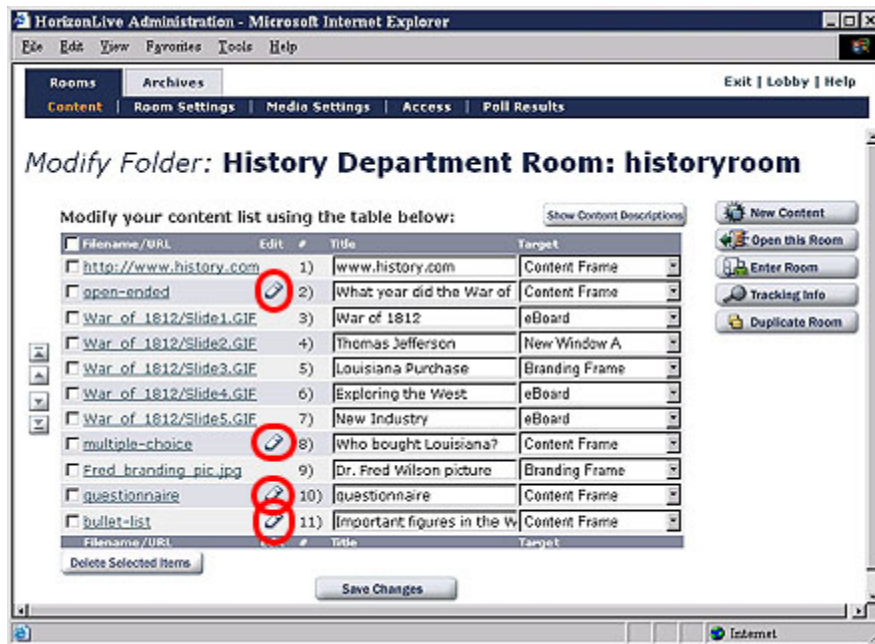 HorizonLive Administration - Microsoft Internet Explorer
File Edit View Favorites Tools Help
Rooms Archives Exit | Lobby | Help
Content | Room Settings | Media Settings | Access | Poll Results
Modify Folder: History Department Room: historyroom
Modify your content list using the table below: Show Content Descriptions
New Content
Open this Room
Enter Room
Tracking Info
Duplicate Room
Filename/URL Edit # Title Target
http://www.history.com 1) www.history.com Content Frame
open-ended 2) What year did the War of Content Frame
War_of_1812/Slide1.GIF 3) War of 1812 eBoard
War_of_1812/Slide2.GIF 4) Thomas Jefferson New Window A
War_of_1812/Slide3.GIF 5) Louisiana Purchase Branding Frame
War_of_1812/Slide4.GIF 6) Exploring the West eBoard
War_of_1812/Slide5.GIF 7) New Industry eBoard
multiple-choice 8) Who bought Louisiana? Content Frame
Fred_branding_pic.jpg 9) Dr. Fred Wilson picture Branding Frame
questionnaire 10) questionnaire Content Frame
bullet-list 11) Important figures in the W Content Frame
Filename/URL Edit # Title Target
Delete Selected Items
Save Changes
Internet